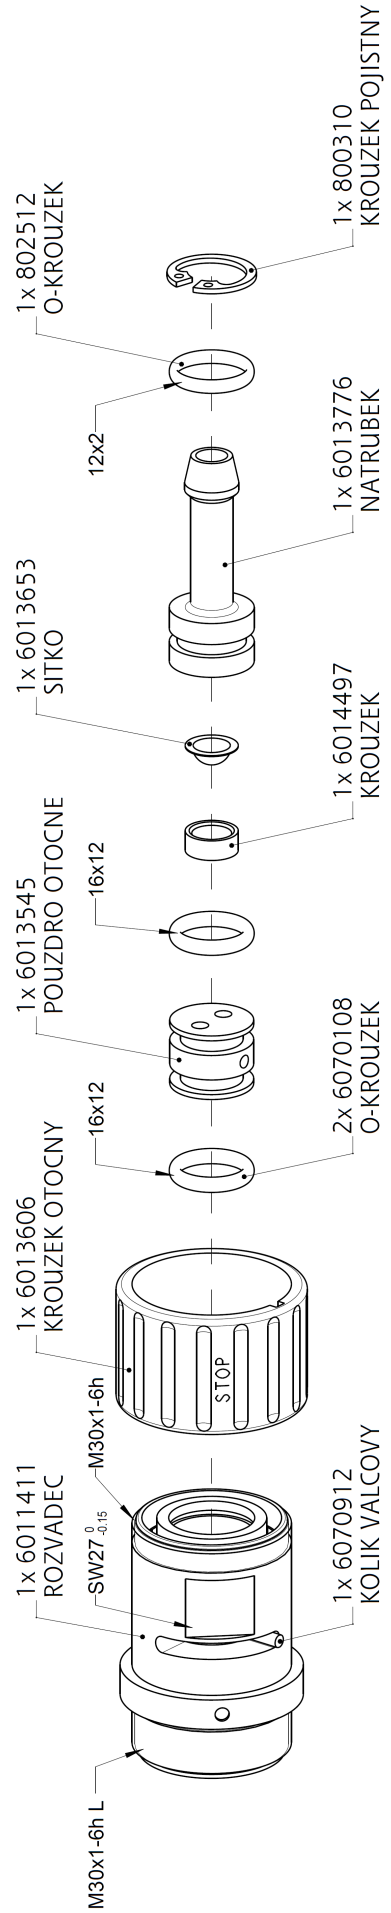 M30x1-6h L
1x 6011411
ROZVADEC
SW27 0 -0.15
M30x1-6h
1x 6070912
KOLIK VALCOVY
1x 6013606
KROUZEK OTOCNY
STOP
16x12
2x 6070108
O-KROUZEK
1x 6013545
POUZDRO OTOCNE
16x12
1x 6014497
KROUZEK
1x 6013653
SITKO
1x 6013776
NATRUBEK
12x2
1x 802512
O-KROUZEK
1x 800310
KROUZEK POJISTNY